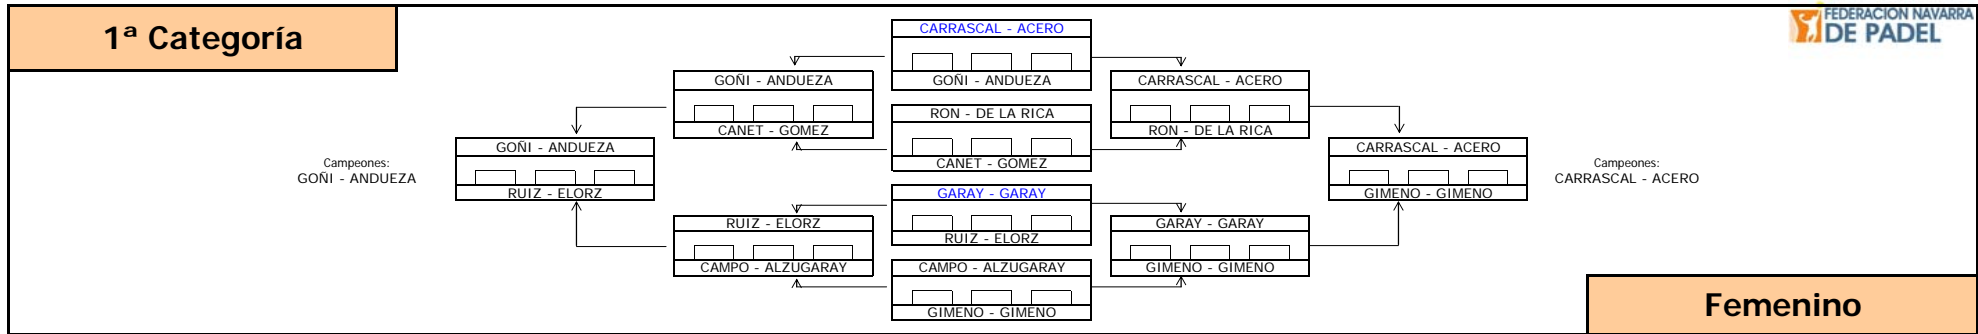 1ª Categoría
FEDERACION NAVARRA
DE PADEL
CARRASCAL - ACERO
GOÑI - ANDUEZA
GOÑI - ANDUEZA
CANET - GOMEZ
CARRASCAL - ACERO
RON - DE LA RICA
RON - DE LA RICA
CANET - GOMEZ
GOÑI - ANDUEZA
RUIZ - ELORZ
CARRASCAL - ACERO
GIMENO - GIMENO
Campeones:
GOÑI - ANDUEZA
Campeones:
CARRASCAL - ACERO
GARAY - GARAY
RUIZ - ELORZ
RUIZ - ELORZ
CAMPO - ALZUGARAY
GARAY - GARAY
GIMENO - GIMENO
CAMPO - ALZUGARAY
GIMENO - GIMENO
Femenino